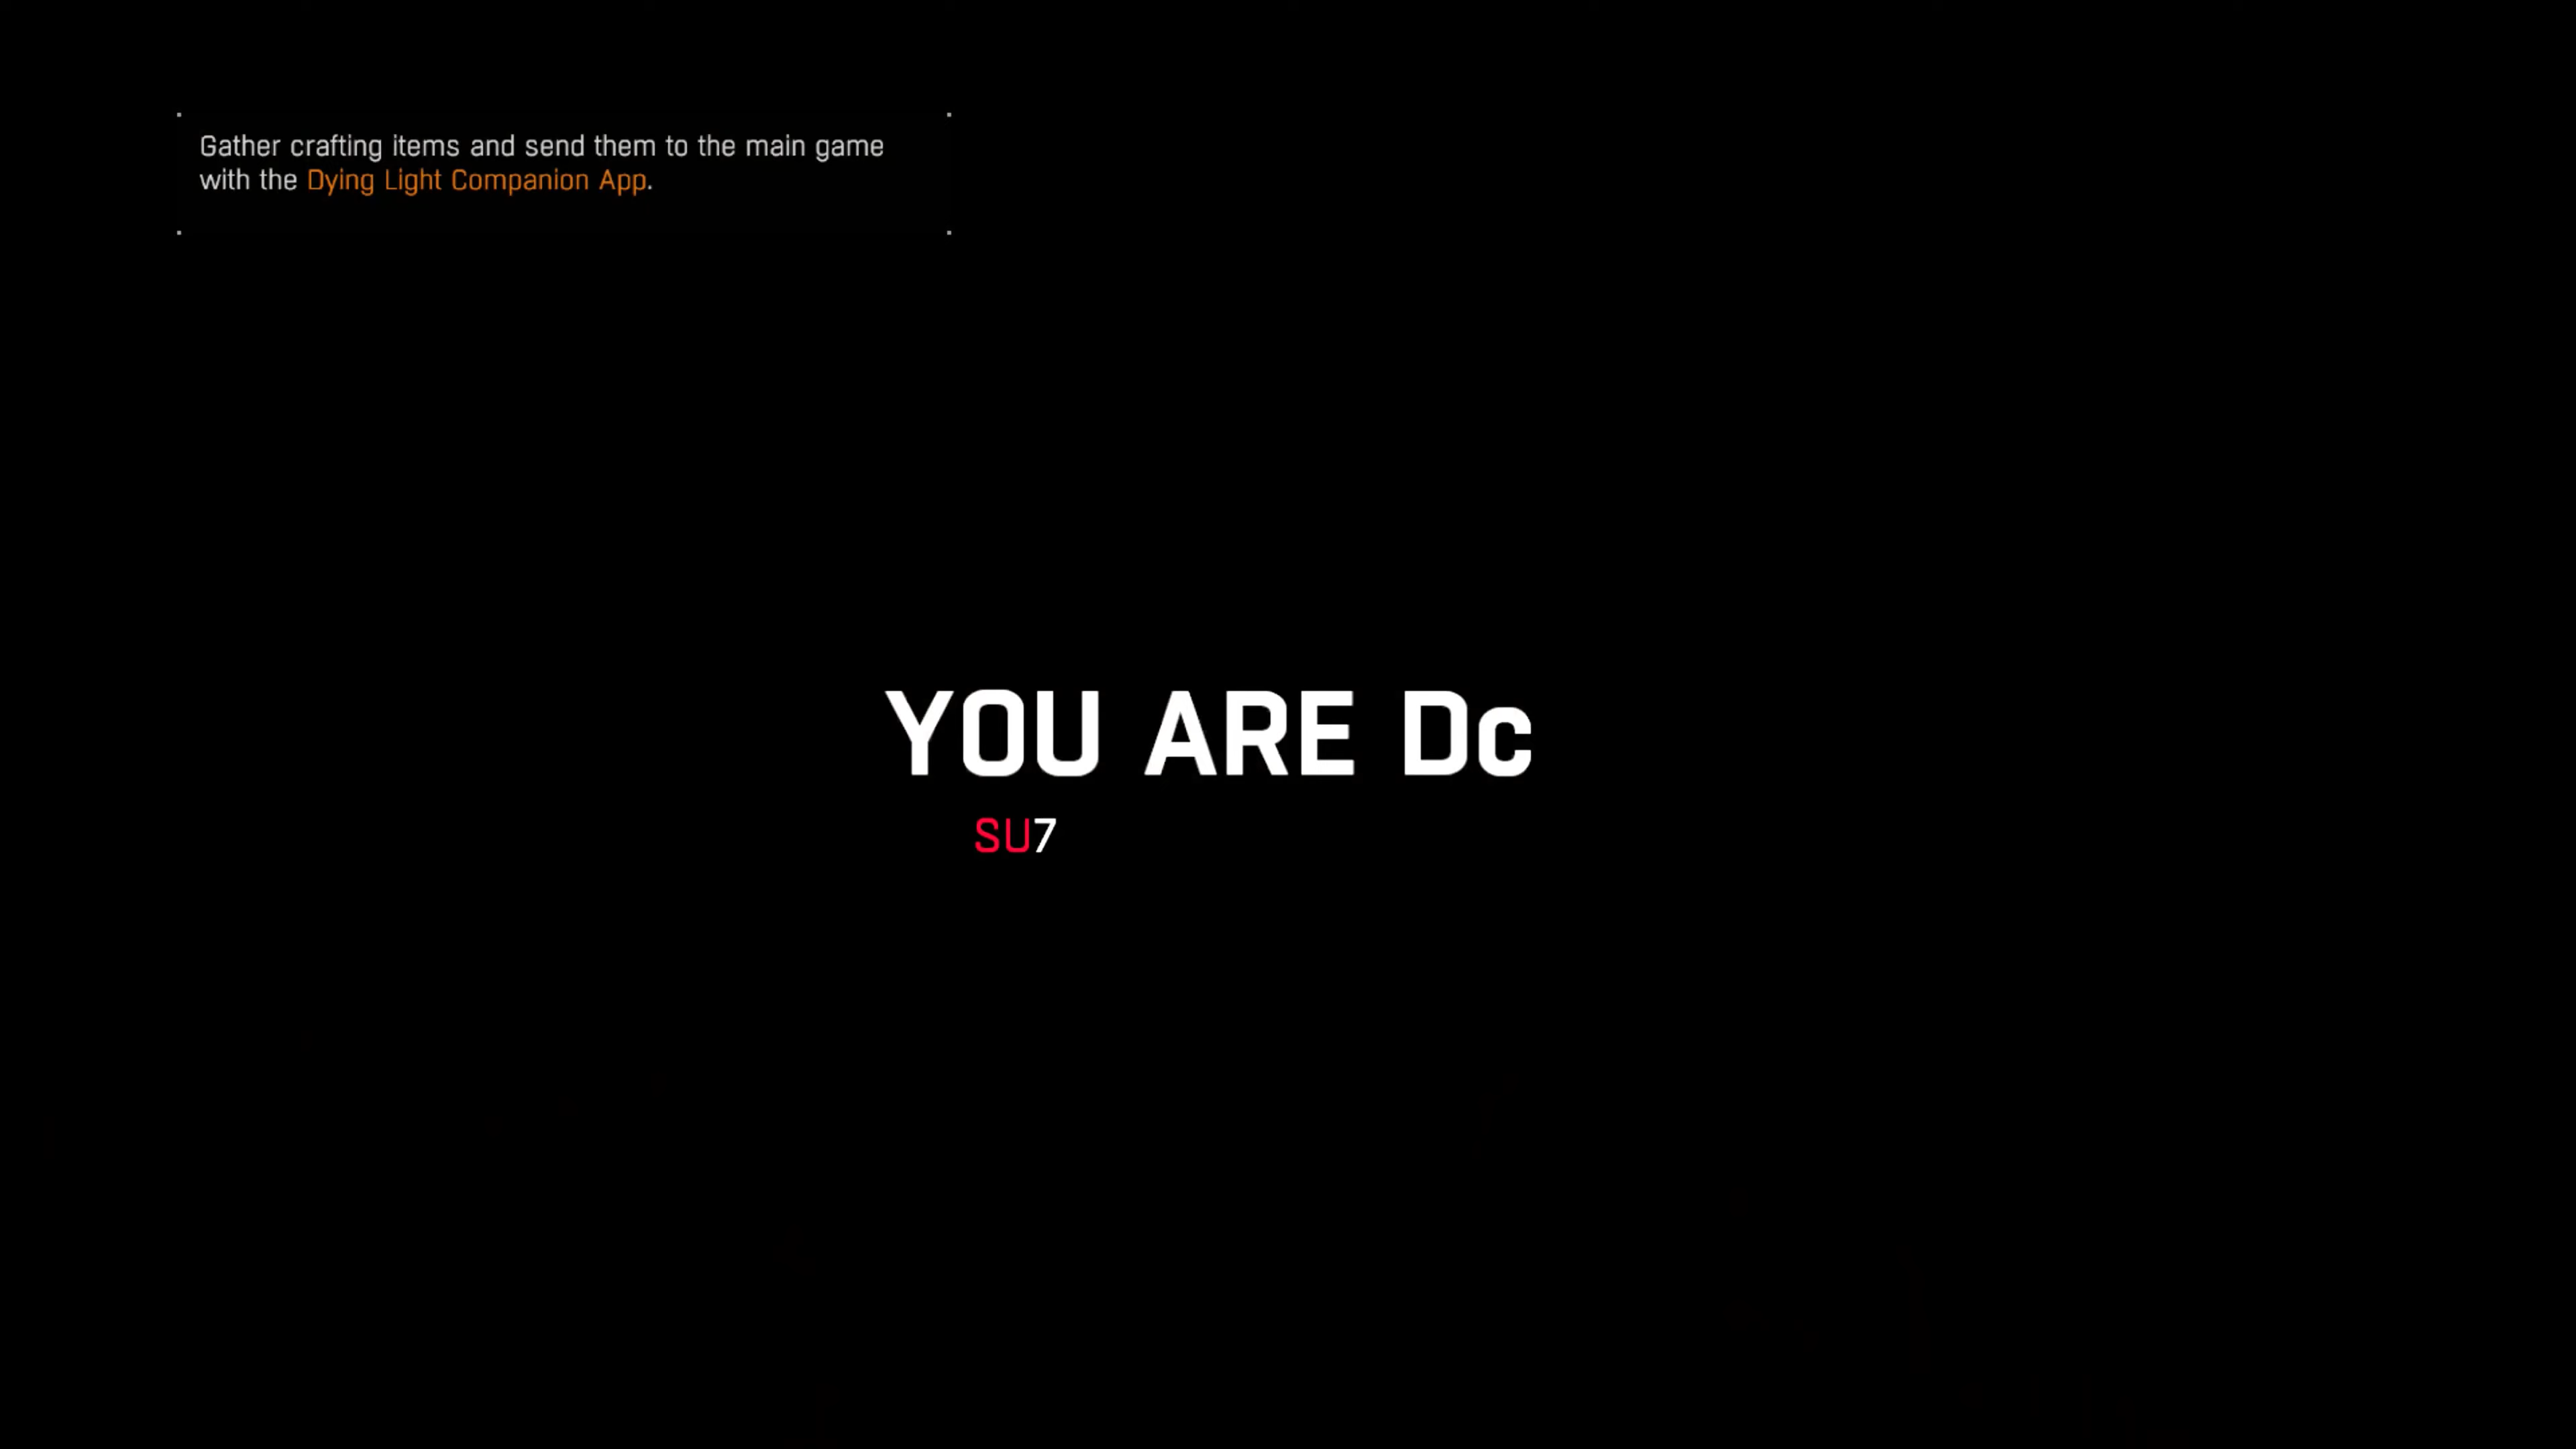 Gather crafting items and send them to the main game
with the Dying Light Companion App.
YOU ARE Dc
SU7